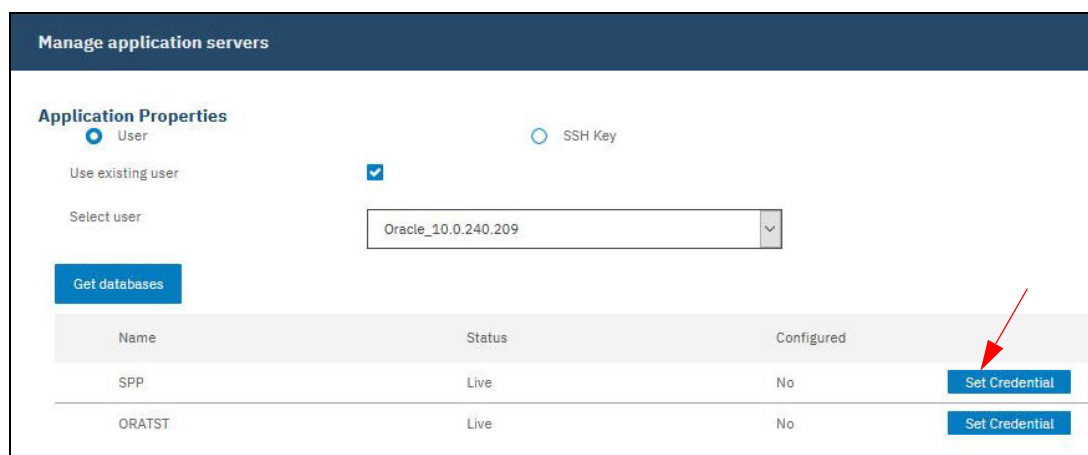 Manage application servers
Application Properties
User SSH Key
Use existing user
Select user Oracle_10.0.240.209
Get databases
Name Status Configured
SPP Live No Set Credential
ORATST Live No Set Credential